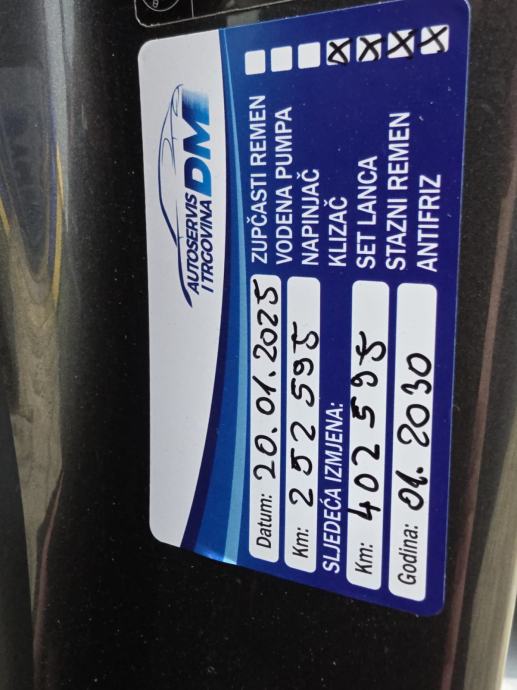 AUTOSERVIS
I TRGOVINA DM
Datum: 20.01.2025
Km: 252595
SLJEDEĆA IZMJENA:
Km: 402595
Godina: 01.2030
ZUPČASTI REMEN
VODENA PUMPA
NAPINJAČ
KLIZAČ X
SET LANCA X
STAZNI REMEN X
ANTIFRIZ X